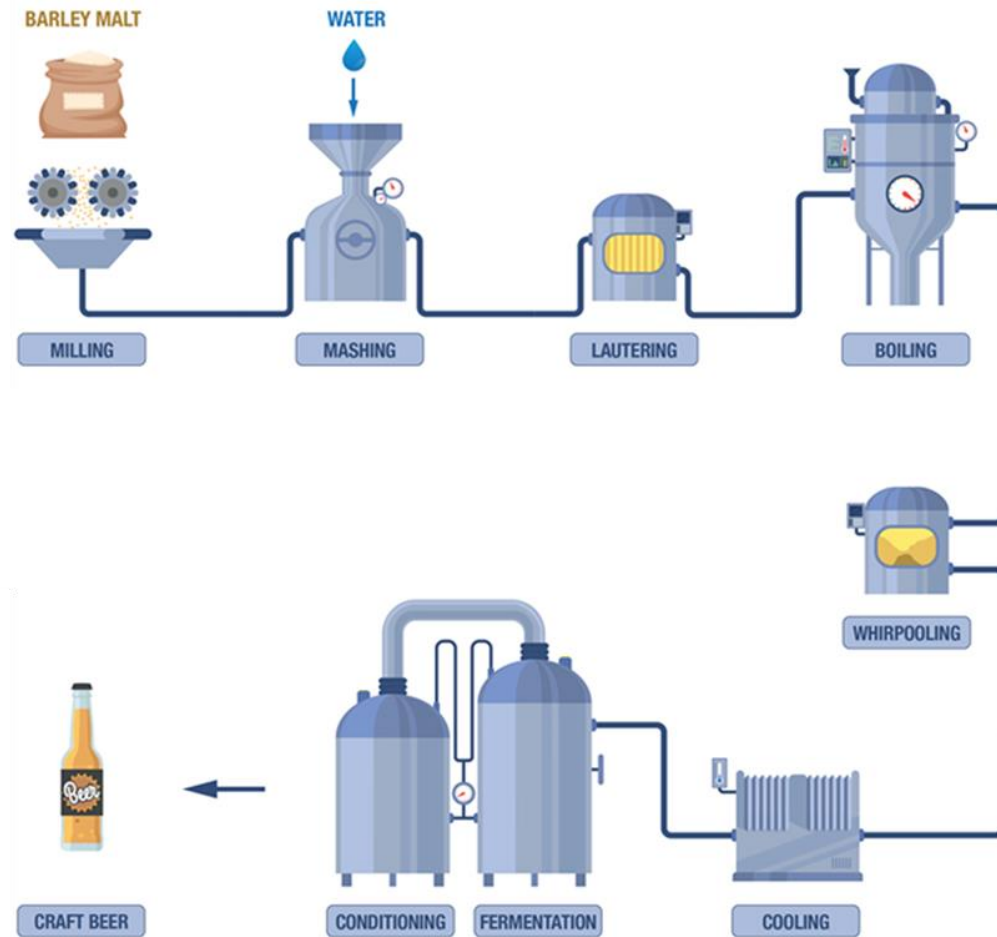 BARLEY MALT
WATER
MILLING
MASHING
LAUTERING
BOILING
WHIRPOOLING
Beer
CRAFT BEER
CONDITIONING
FERMENTATION
COOLING